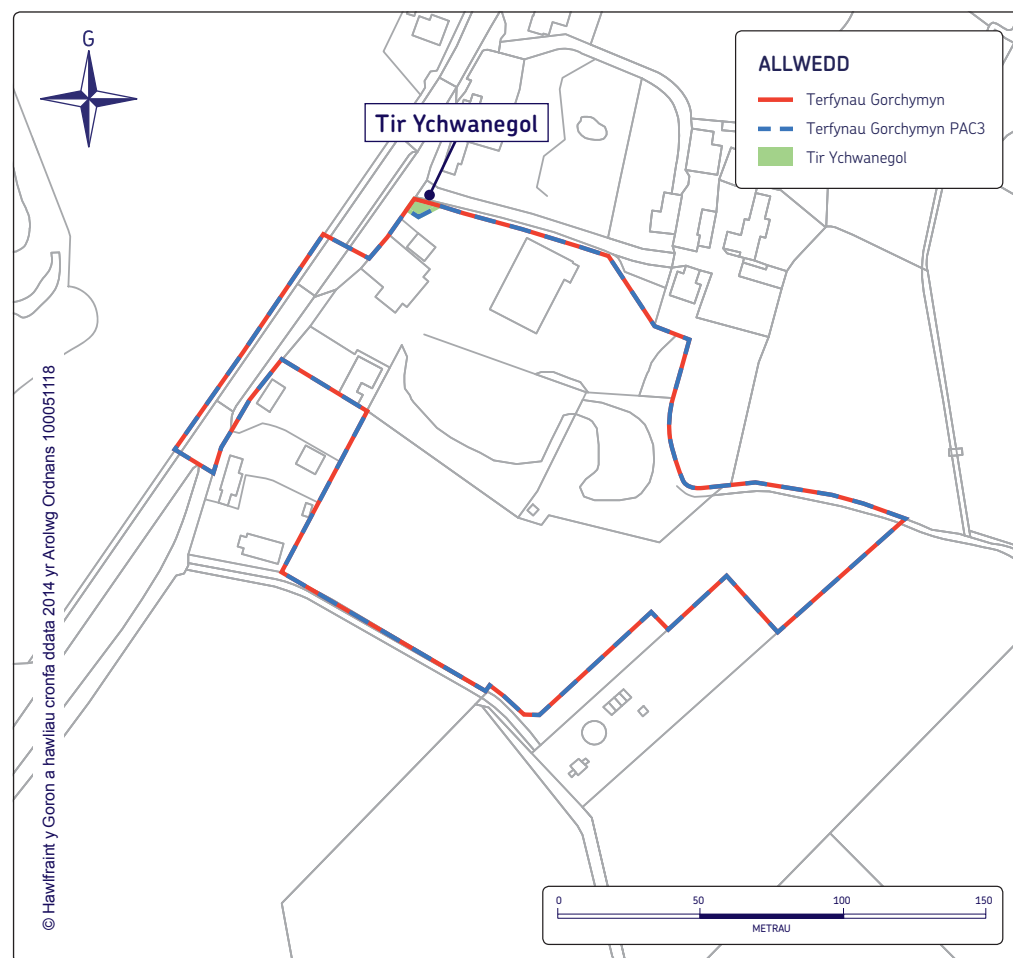 G
Tir Ychwanegol
ALLWEDD
Terfynau Gorchymyn
Terfynau Gorchymyn PAC3
Tir Ychwanegol
© Hawlfraint y Goron a hawliau cronfa ddata 2014 yr Arolwg Ordnans 100051118
0 50 100 150
METRAU